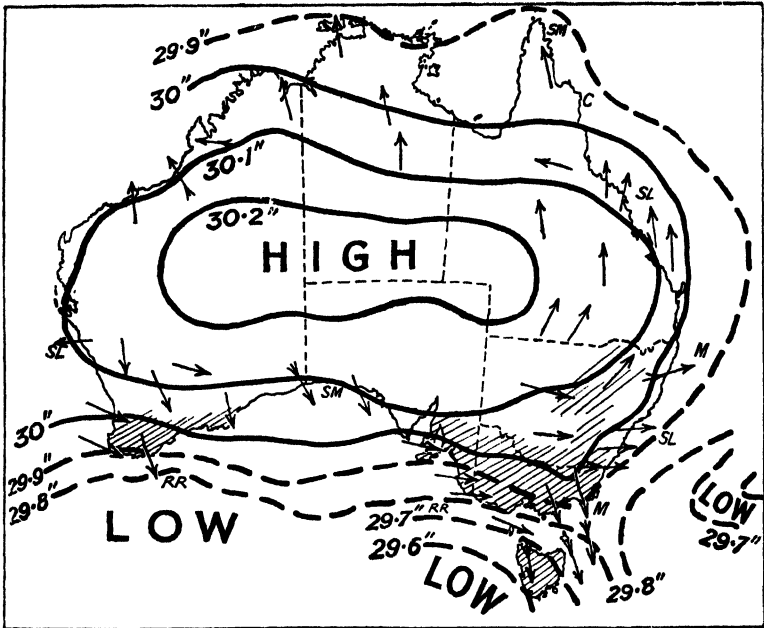 29.9"
SM
30"
C
30·1"
SL
30·2"
HIGH
SL
M
SM
30"
SL
29.9"
29.8"
RR
LOW
29.7"
RR
M
LOW
29·7"
29·6"
LOW
29·8"